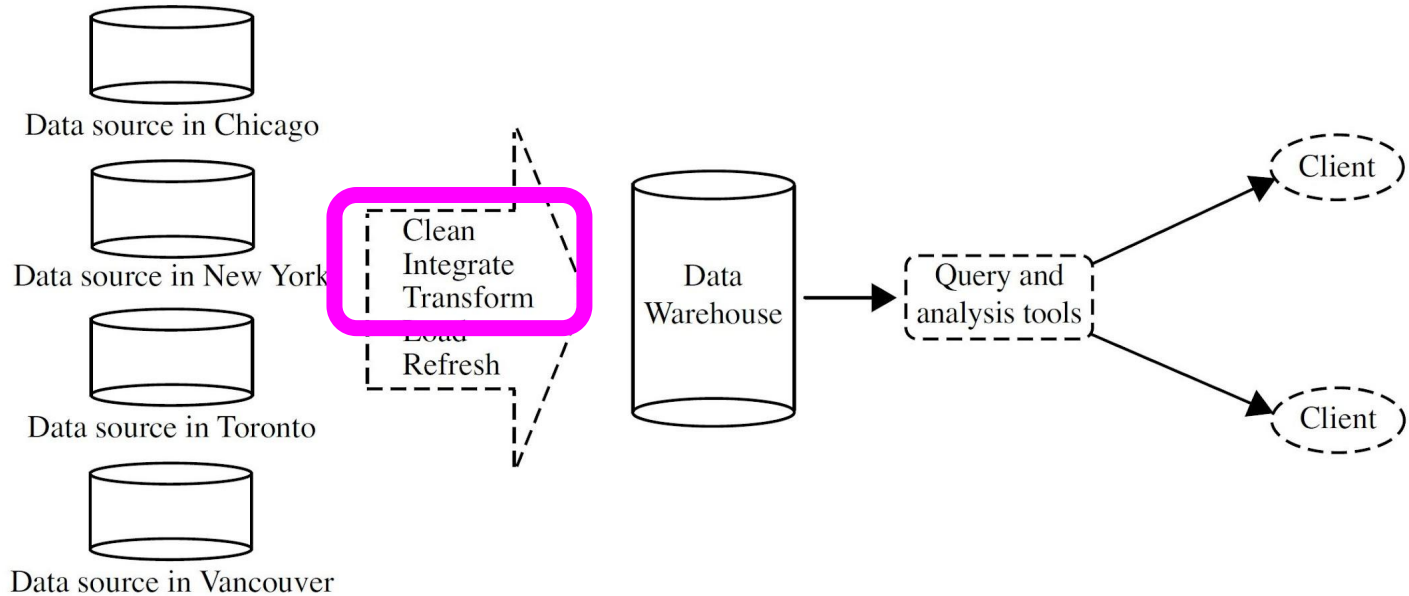 Data source in Chicago
Data source in New York
Data source in Toronto
Data source in Vancouver
Clean
Integrate
Transform
Load
Refresh
Data
Warehouse
Query and
analysis tools
Client
Client